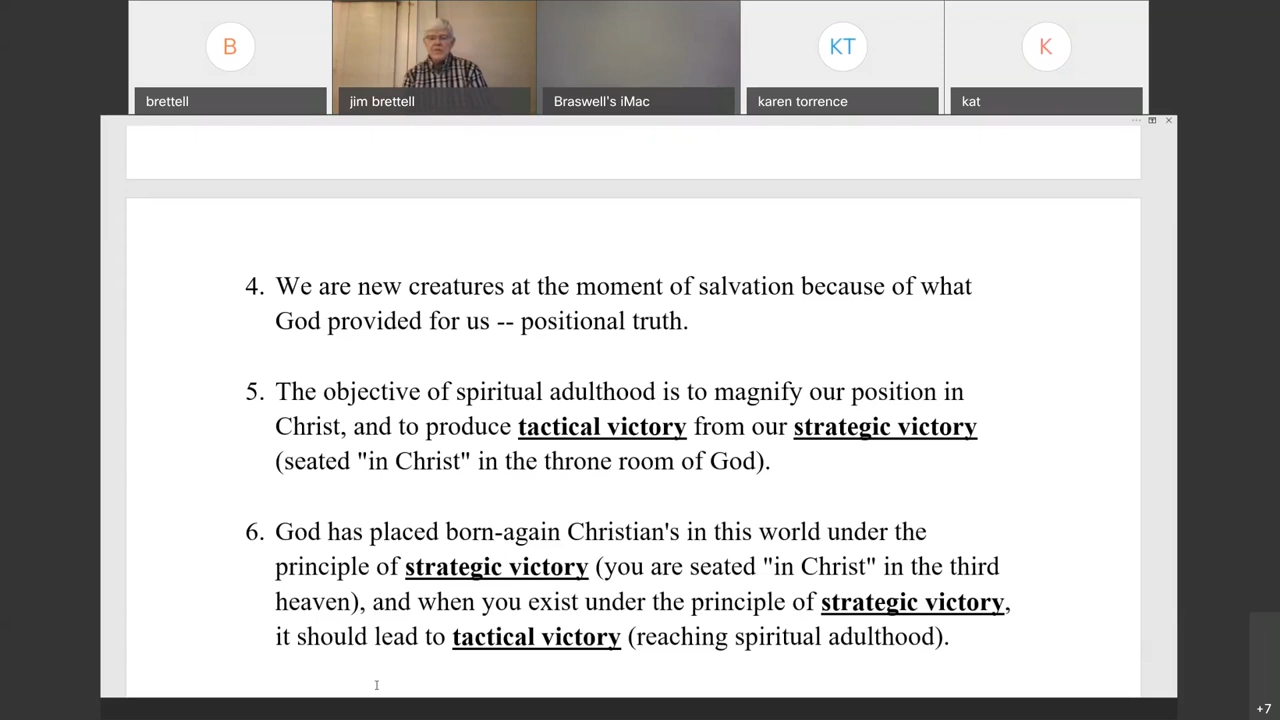 B
KT
K
brettell
jim brettell
Braswell's iMac
karen torrence
kat
4. We are new creatures at the moment of salvation because of what
God provided for us -- positional truth.
5. The objective of spiritual adulthood is to magnify our position in
Christ, and to produce tactical victory from our strategic victory
(seated "in Christ" in the throne room of God).
6. God has placed born-again Christian's in this world under the
principle of strategic victory (you are seated "in Christ" in the third
heaven), and when you exist under the principle of strategic victory,
it should lead to tactical victory (reaching spiritual adulthood).
+7